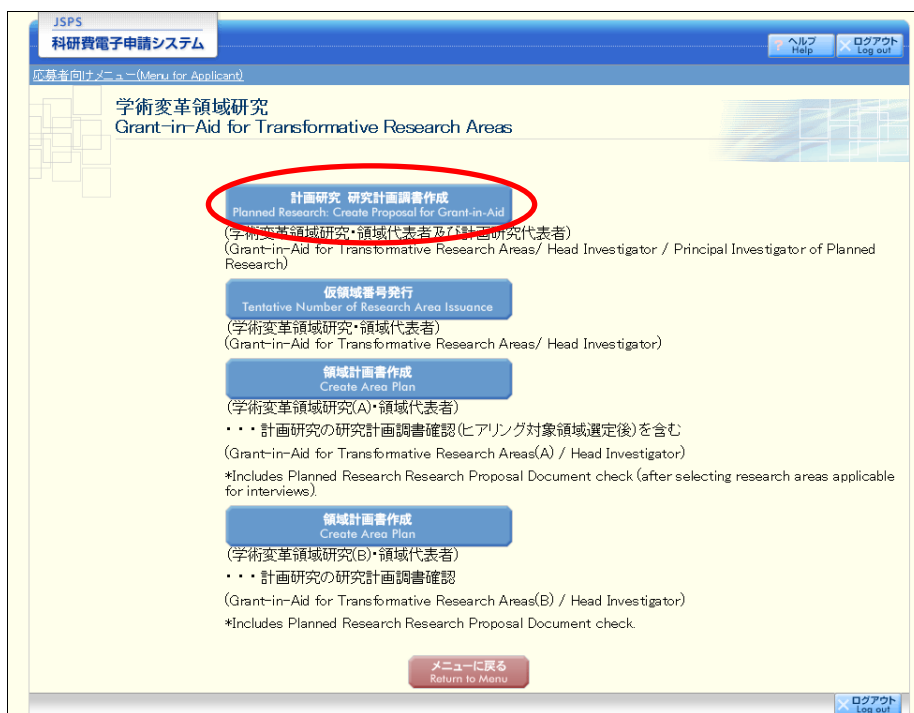 JSPS
科研費電子申請システム
ヘルプ
Help
ログアウト
Log out
応募者向けメニュー(Menu for Applicant)
学術変革領域研究
Grant-in-Aid for Transformative Research Areas
計画研究 研究計画調書作成
Planned Research: Create Proposal for Grant-in-Aid
(学術変革領域研究・領域代表者及び計画研究代表者)
(Grant-in-Aid for Transformative Research Areas/ Head Investigator / Principal Investigator of Planned
Research)
仮領域番号発行
Tentative Number of Research Area Issuance
(学術変革領域研究・領域代表者)
(Grant-in-Aid for Transformative Research Areas/ Head Investigator)
領域計画書作成
Create Area Plan
(学術変革領域研究(A)・領域代表者)
・・・計画研究の研究計画調書確認(ヒアリング対象領域選定後)を含む
(Grant-in-Aid for Transformative Research Areas(A) / Head Investigator)
*Includes Planned Research Research Proposal Document check (after selecting research areas applicable
for interviews).
領域計画書作成
Create Area Plan
(学術変革領域研究(B)・領域代表者)
・・・計画研究の研究計画調書確認
(Grant-in-Aid for Transformative Research Areas(B) / Head Investigator)
*Includes Planned Research Research Proposal Document check.
メニューに戻る
Return to Menu
ログアウト
Log out